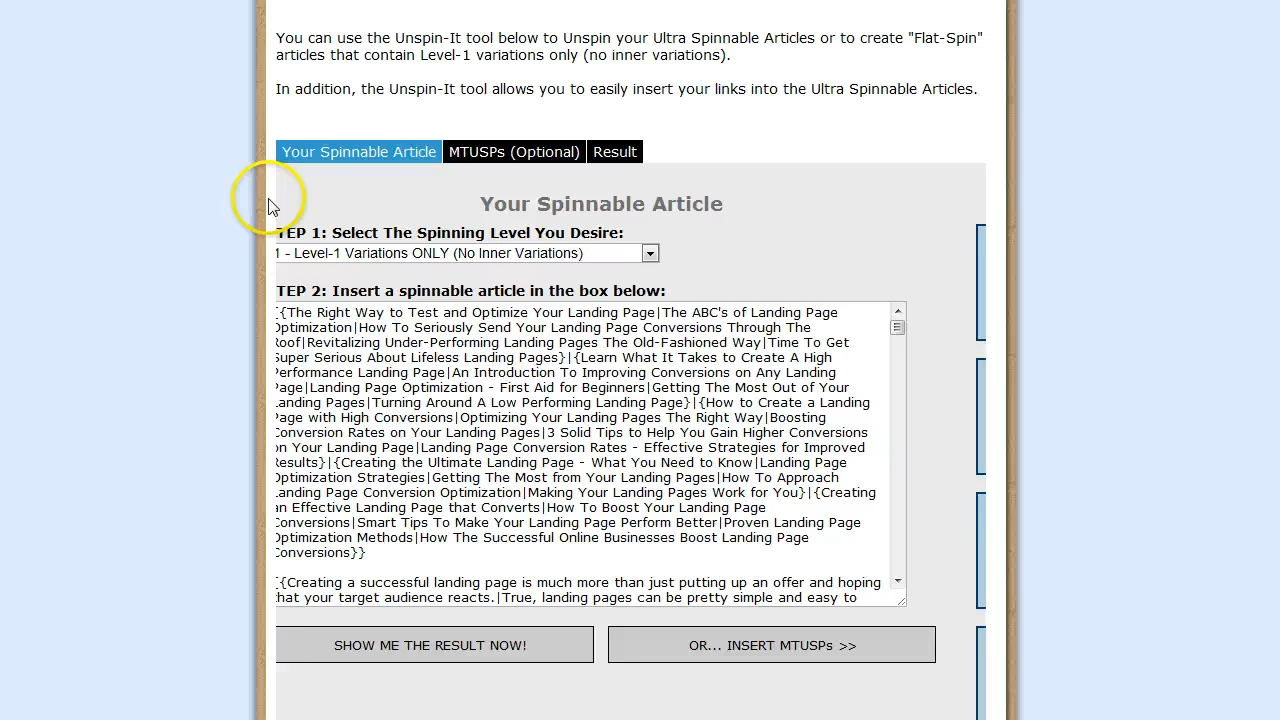 You can use the Unspin-It tool below to Unspin your Ultra Spinnable Articles or to create "Flat-Spin"
articles that contain Level-1 variations only (no inner variations).
In addition, the Unspin-It tool allows you to easily insert your links into the Ultra Spinnable Articles.
Your Spinnable Article MTUSPs (Optional) Result
Your Spinnable Article
TEP 1: Select The Spinning Level You Desire:
1 - Level-1 Variations ONLY (No Inner Variations)
TEP 2: Insert a spinnable article in the box below:
{{The Right Way to Test and Optimize Your Landing Page|The ABC's of Landing Page
Optimization|How To Seriously Send Your Landing Page Conversions Through The
Roof|Revitalizing Under-Performing Landing Pages The Old-Fashioned Way|Time To Get
Super Serious About Lifeless Landing Pages}|{Learn What It Takes to Create A High
Performance Landing Page|An Introduction To Improving Conversions on Any Landing
Page|Landing Page Optimization - First Aid for Beginners|Getting The Most Out of Your
Landing Pages|Turning Around A Low Performing Landing Page}|{How to Create a Landing
Page with High Conversions|Optimizing Your Landing Pages The Right Way|Boosting
Conversion Rates on Your Landing Pages|3 Solid Tips to Help You Gain Higher Conversions
on Your Landing Page|Landing Page Conversion Rates - Effective Strategies for Improved
Results}|{Creating the Ultimate Landing Page - What You Need to Know|Landing Page
Optimization Strategies|Getting The Most from Your Landing Pages|How To Approach
Landing Page Conversion Optimization|Making Your Landing Pages Work for You}|{Creating
an Effective Landing Page that Converts|How To Boost Your Landing Page
Conversions|Smart Tips To Make Your Landing Page Perform Better|Proven Landing Page
Optimization Methods|How The Successful Online Businesses Boost Landing Page
Conversions}}
{{Creating a successful landing page is much more than just putting up an offer and hoping
that your target audience reacts.|True, landing pages can be pretty simple and easy to
SHOW ME THE RESULT NOW! OR... INSERT MTUSPs >>